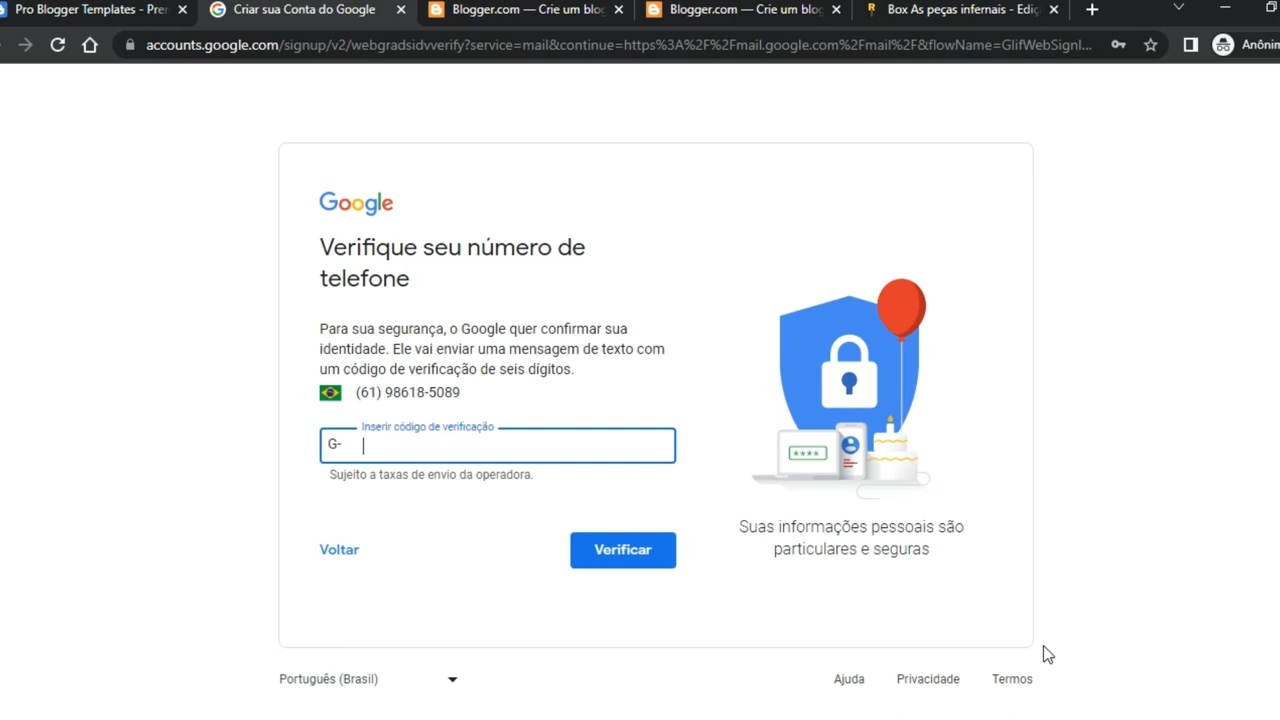 Pro Blogger Templates - Pre
Criar sua Conta do Google
Blogger.com — Crie um blog
Blogger.com — Crie um blog
Box As peças infernais - Ediç
accounts.google.com/signup/v2/webgradsidvverify?service=mail&continue=https%3A%2F%2Fmail.google.com%2Fmail%2F&flowName=GlifWebSignI...
Anônim
Google
Verifique seu número de
telefone
Para sua segurança, o Google quer confirmar sua
identidade. Ele vai enviar uma mensagem de texto com
um código de verificação de seis dígitos.
(61) 98618-5089
Inserir código de verificação
G-
Sujeito a taxas de envio da operadora.
Voltar
Verificar
****
Suas informações pessoais são
particulares e seguras
Português (Brasil)
Ajuda
Privacidade
Termos